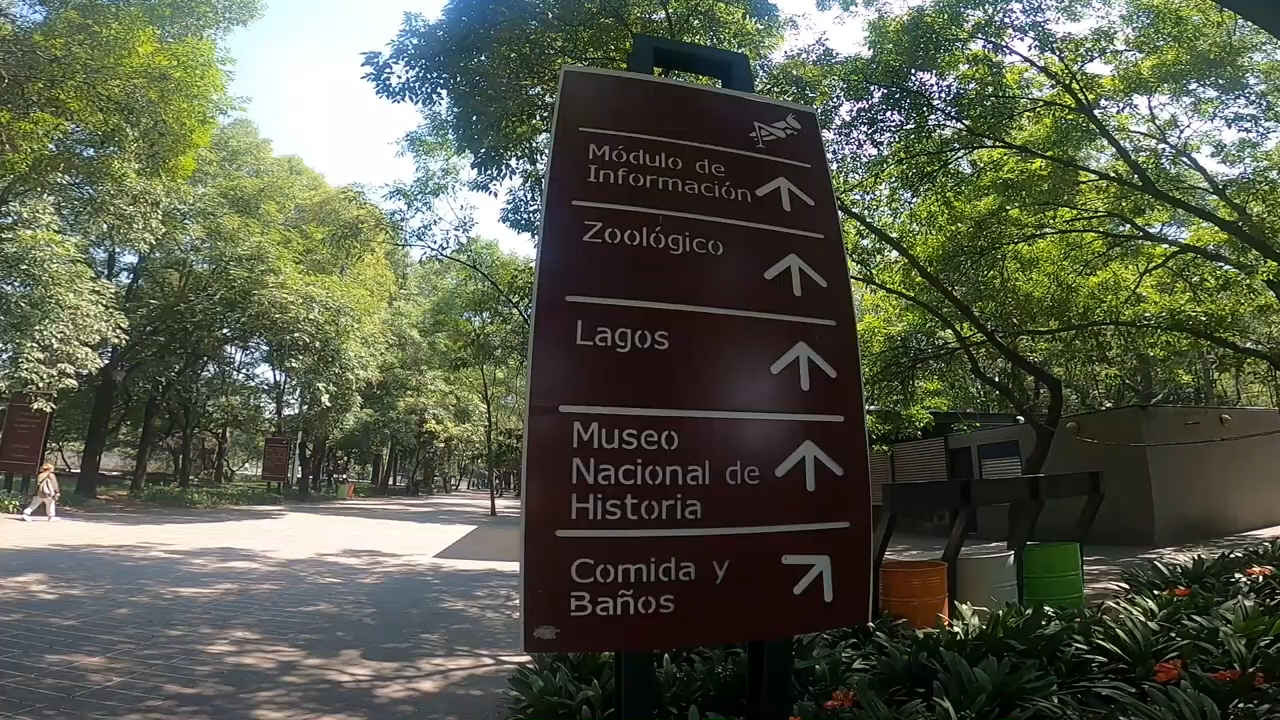 Módulo de
Información
Zoológico
Lagos
Museo
Nacional de
Historia
Comida y
Baños